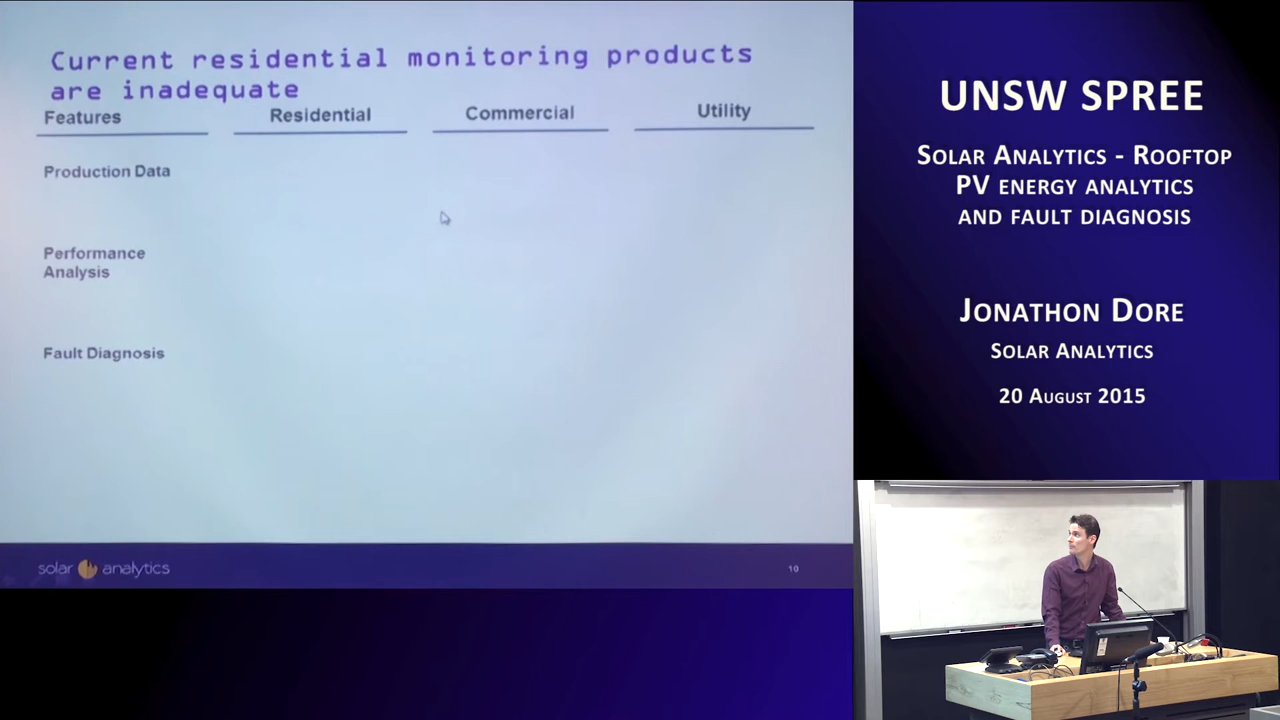 Current residential monitoring products
are inadequate
Features Residential Commercial Utility
Production Data
Performance
Analysis
Fault Diagnosis
solar analytics
10
UNSW SPREE
SOLAR ANALYTICS - ROOFTOP
PV ENERGY ANALYTICS
AND FAULT DIAGNOSIS
JONATHON DORE
SOLAR ANALYTICS
20 AUGUST 2015